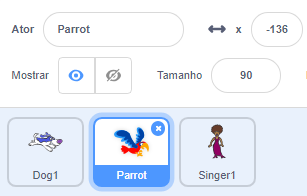 Ator Parrot x -136
Mostrar Tamanho 90
Dog1 Parrot Singer1